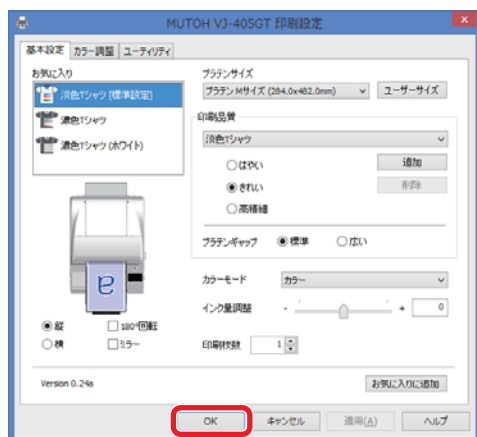 MUTOH VJ-405GT 印刷設定
基本設定 カラー調整 ユーティリティ
お気に入り
淡色Tシャツ [標準設定]
濃色Tシャツ
濃色Tシャツ (ホワイト)
a
縦 180°回転
横 ミラー
プラテンサイズ
プラテン Mサイズ (284.0x482.0mm) ユーザーサイズ
印刷品質
淡色Tシャツ
はやい 追加
きれい 削除
高精細
プラテンギャップ 標準 広い
カラーモード カラー
インク量調整 - + 0
印刷枚数 1
Version 0.24a お気に入りに追加
OK キャンセル 適用(A) ヘルプ